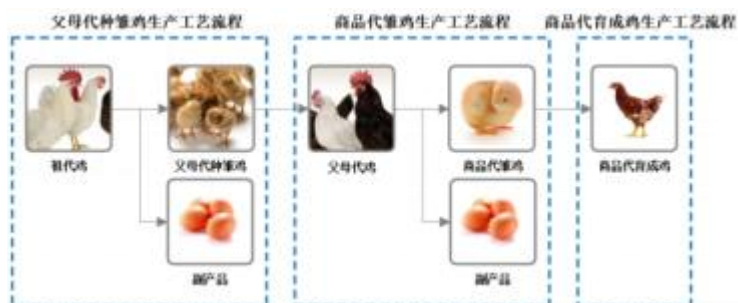 父母代种雏鸡生产工艺流程
商品代雏鸡生产工艺流程
商品代育成鸡生产工艺流程
祖代鸡
父母代种雏鸡
父母代鸡
商品代雏鸡
商品代育成鸡
副产品
副产品